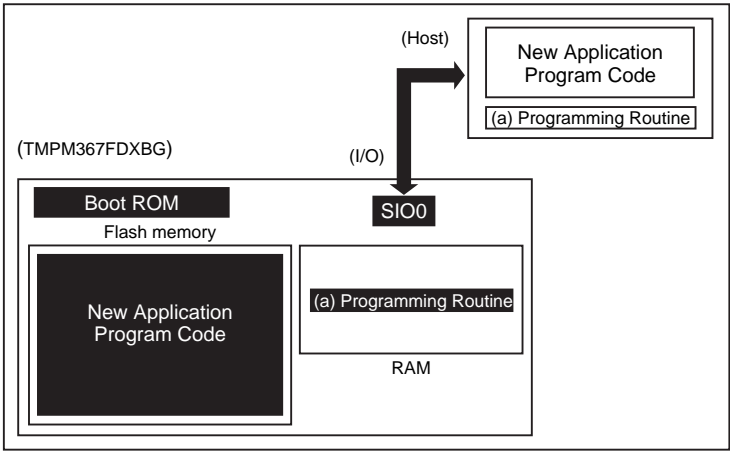 (Host)
New Application
Program Code
(a) Programming Routine
(TMPM367FDXBG)
(I/O)
Boot ROM
SIO0
Flash memory
New Application
Program Code
(a) Programming Routine
RAM